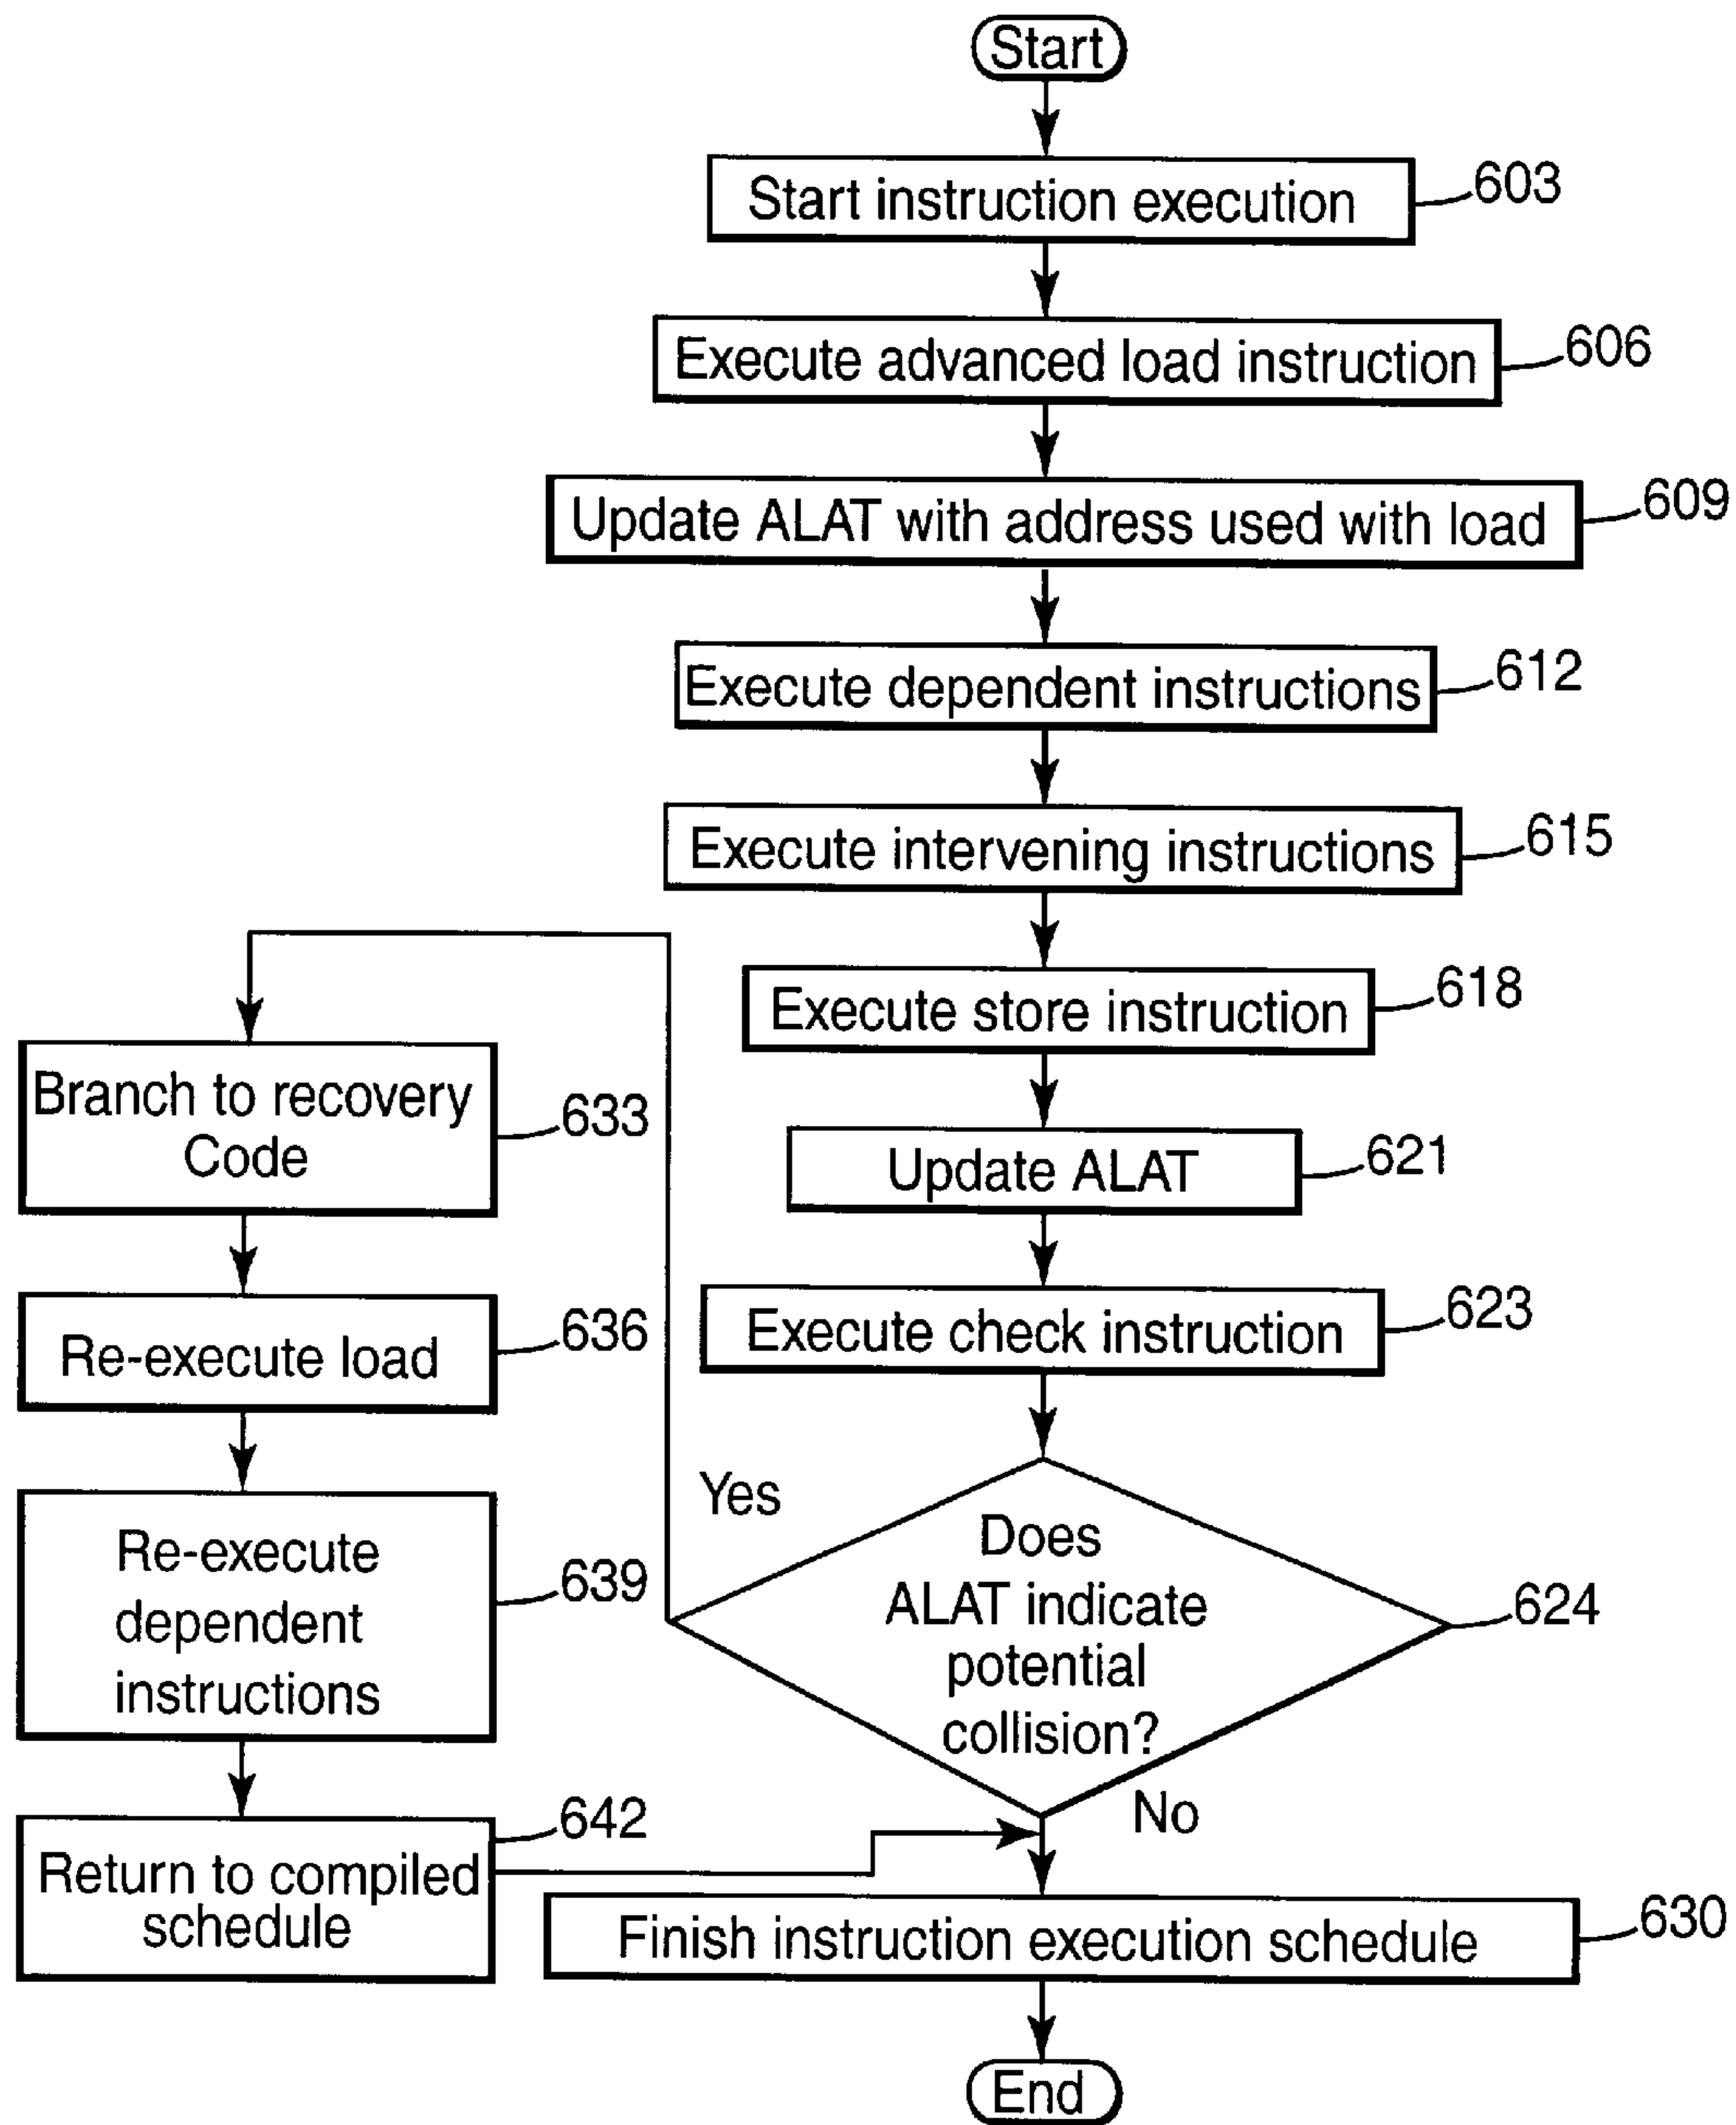 Start
Start instruction execution
603
Execute advanced load instruction
606
Update ALAT with address used with load
609
Execute dependent instructions
612
Execute intervening instructions
615
Execute store instruction
618
Update ALAT
621
Execute check instruction
623
Does
ALAT indicate
potential
collision?
624
Yes
No
Branch to recovery
Code
633
Re-execute load
636
Re-execute
dependent
instructions
639
Return to compiled
schedule
642
Finish instruction execution schedule
630
End